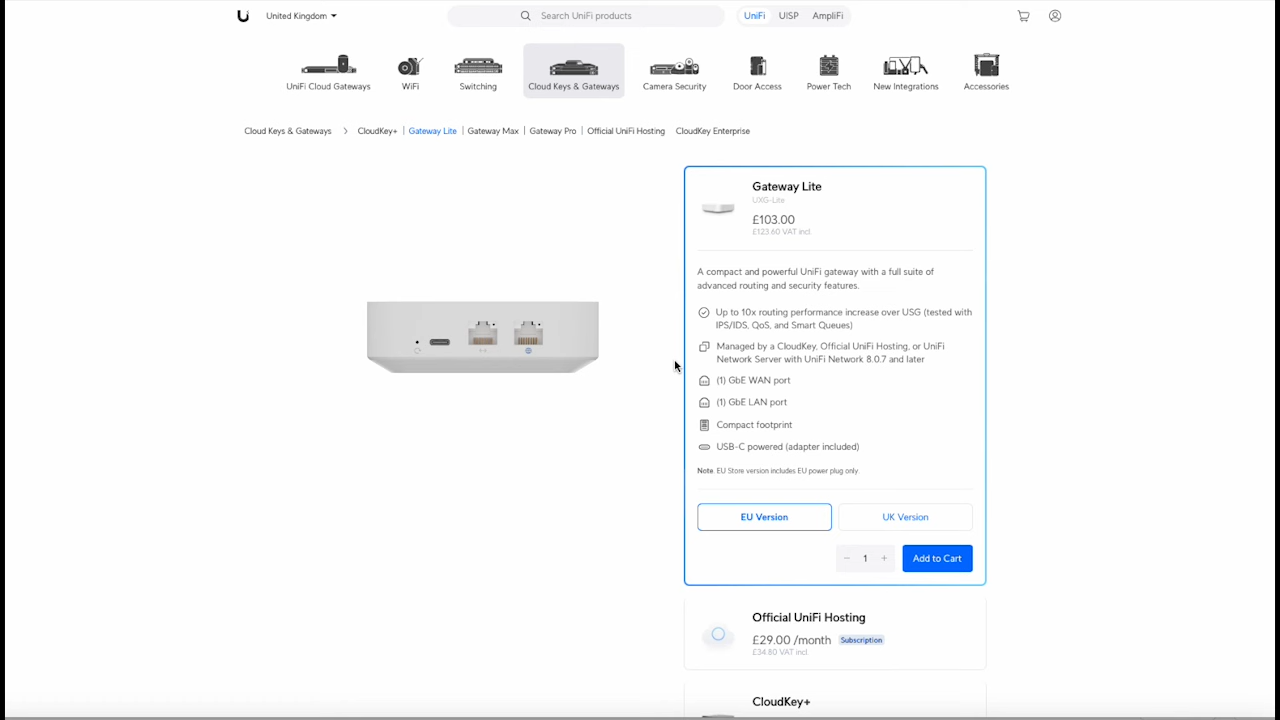 United Kingdom
Search UniFi products
UniFi
UISP
AmpliFi
UniFi Cloud Gateways
WiFi
Switching
Cloud Keys & Gateways
Camera Security
Door Access
Power Tech
New Integrations
Accessories
Cloud Keys & Gateways
CloudKey+
Gateway Lite
Gateway Max
Gateway Pro
Official UniFi Hosting
CloudKey Enterprise
Gateway Lite
UXG-Lite
£103.00
£123.60 VAT incl.
A compact and powerful UniFi gateway with a full suite of
advanced routing and security features.
Up to 10x routing performance increase over USG (tested with
IPS/IDS, QoS, and Smart Queues)
Managed by a CloudKey, Official UniFi Hosting, or UniFi
Network Server with UniFi Network 8.0.7 and later
(1) GbE WAN port
(1) GbE LAN port
Compact footprint
USB-C powered (adapter included)
Note: EU Store version includes EU power plug only.
EU Version
UK Version
− 1 +
Add to Cart
Official UniFi Hosting
£29.00 /month Subscription
£34.80 VAT incl.
CloudKey+